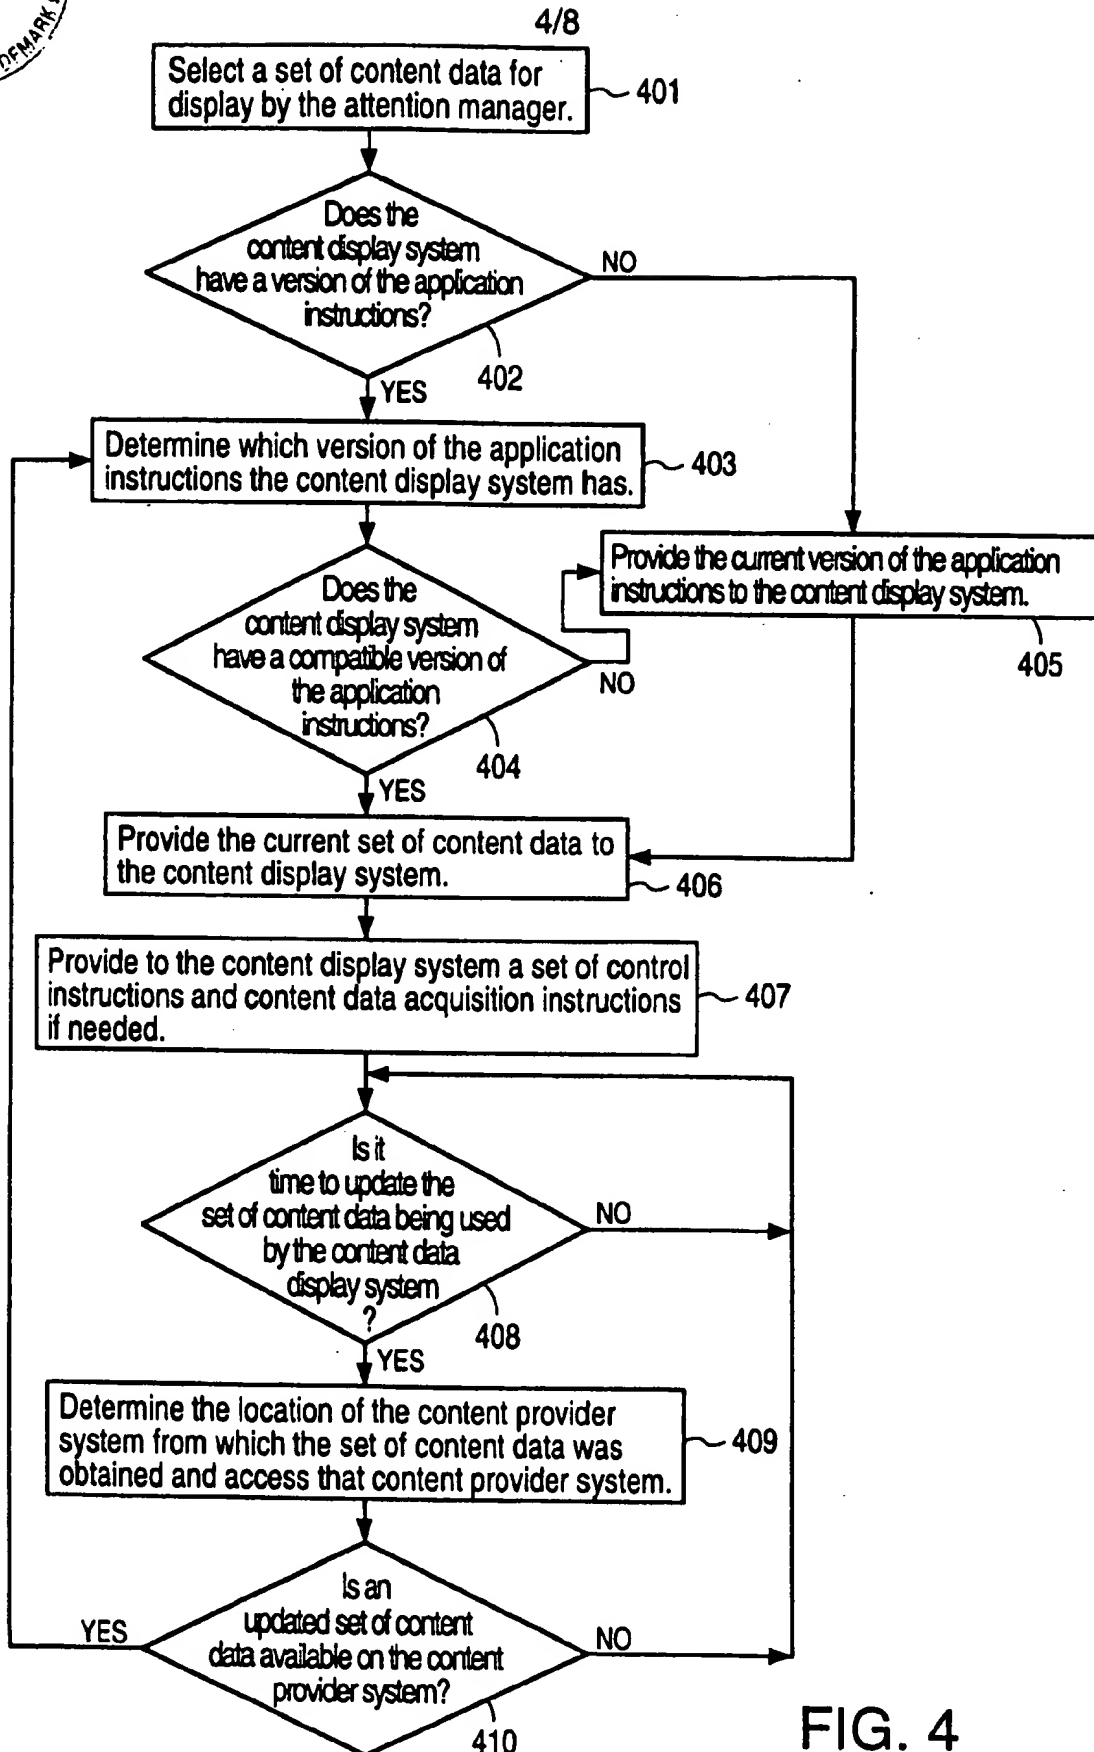 DEMARK
4/8
Select a set of content data for
display by the attention manager.
401
Does the
content display system
have a version of the application
instructions?
NO
402
YES
Determine which version of the application
instructions the content display system has.
403
Provide the current version of the application
instructions to the content display system.
405
Does the
content display system
have a compatible version of
the application
instructions?
NO
404
YES
Provide the current set of content data to
the content display system.
406
Provide to the content display system a set of control
instructions and content data acquisition instructions
if needed.
407
Is it
time to update the
set of content data being used
by the content data
display system
?
NO
408
YES
Determine the location of the content provider
system from which the set of content data was
obtained and access that content provider system.
409
Is an
updated set of content
data available on the content
provider system?
YES
NO
410
FIG. 4